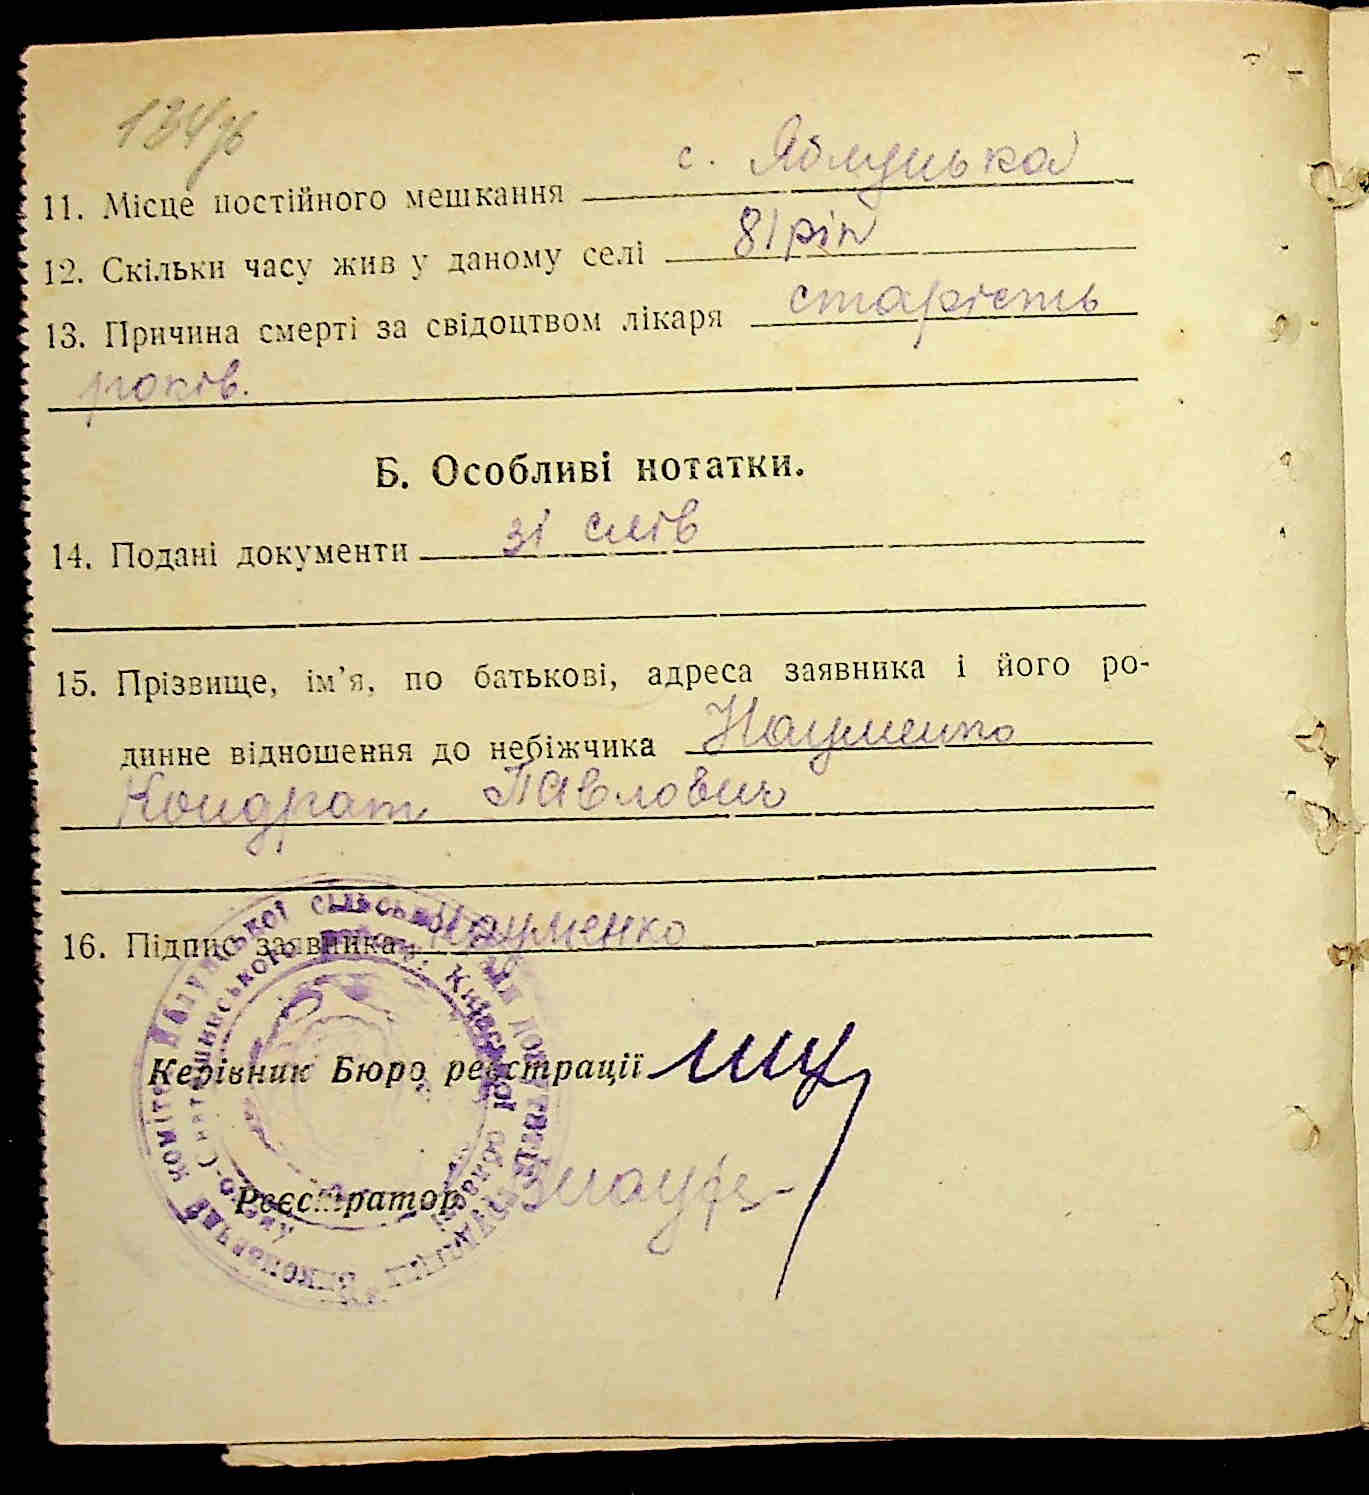 134зв
11. Місце постійного мешкання с. Яблунька
12. Скільки часу жив у даному селі 81 рік
13. Причина смерті за свідоцтвом лікаря старість
років.
Б. Особливі нотатки.
14. Подані документи зі слів
15. Прізвище, ім'я, по батькові, адреса заявника і його ро-
динне відношення до небіжчика Науменко
Кондрат Павлович
16. Підпис заявника Науменко
Керівник Бюро реєстрації
Реєстратор